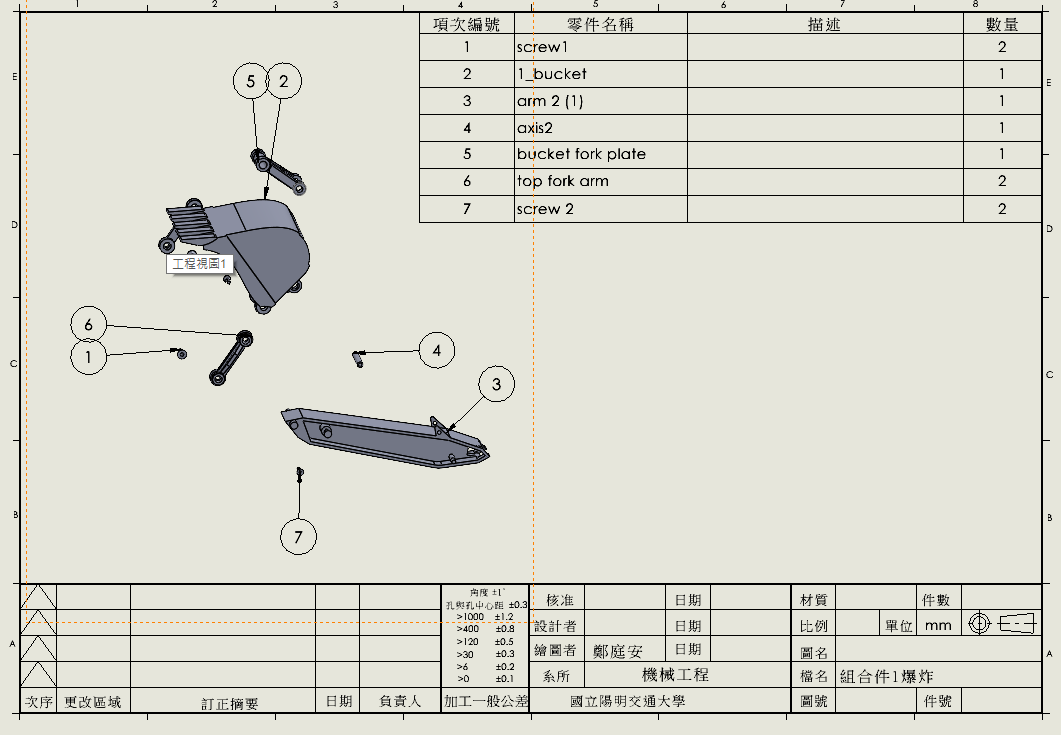 1 2 3 4 5 6 7 8
項次編號 零件名稱 描述 數量
1 screw1 2
2 1_bucket 1
3 arm 2 (1) 1
4 axis2 1
5 bucket fork plate 1
6 top fork arm 2
7 screw 2 2
E E
5 2
D D
工程視圖1
6
1
4
C C
3
B B
7
角度 ±1°
孔與孔中心距 ±0.3
>1000 ±1.2
>400 ±0.8
>120 ±0.5
>30 ±0.3
>6 ±0.2
>0 ±0.1
核准 日期 材質 件數
設計者 日期 比例 單位 mm
繪圖者 鄭庭安 日期 圖名
系所 機械工程 檔名 組合件1爆炸
A A
次序 更改區域 訂正摘要 日期 負責人 加工一般公差 國立陽明交通大學 圖號 件號